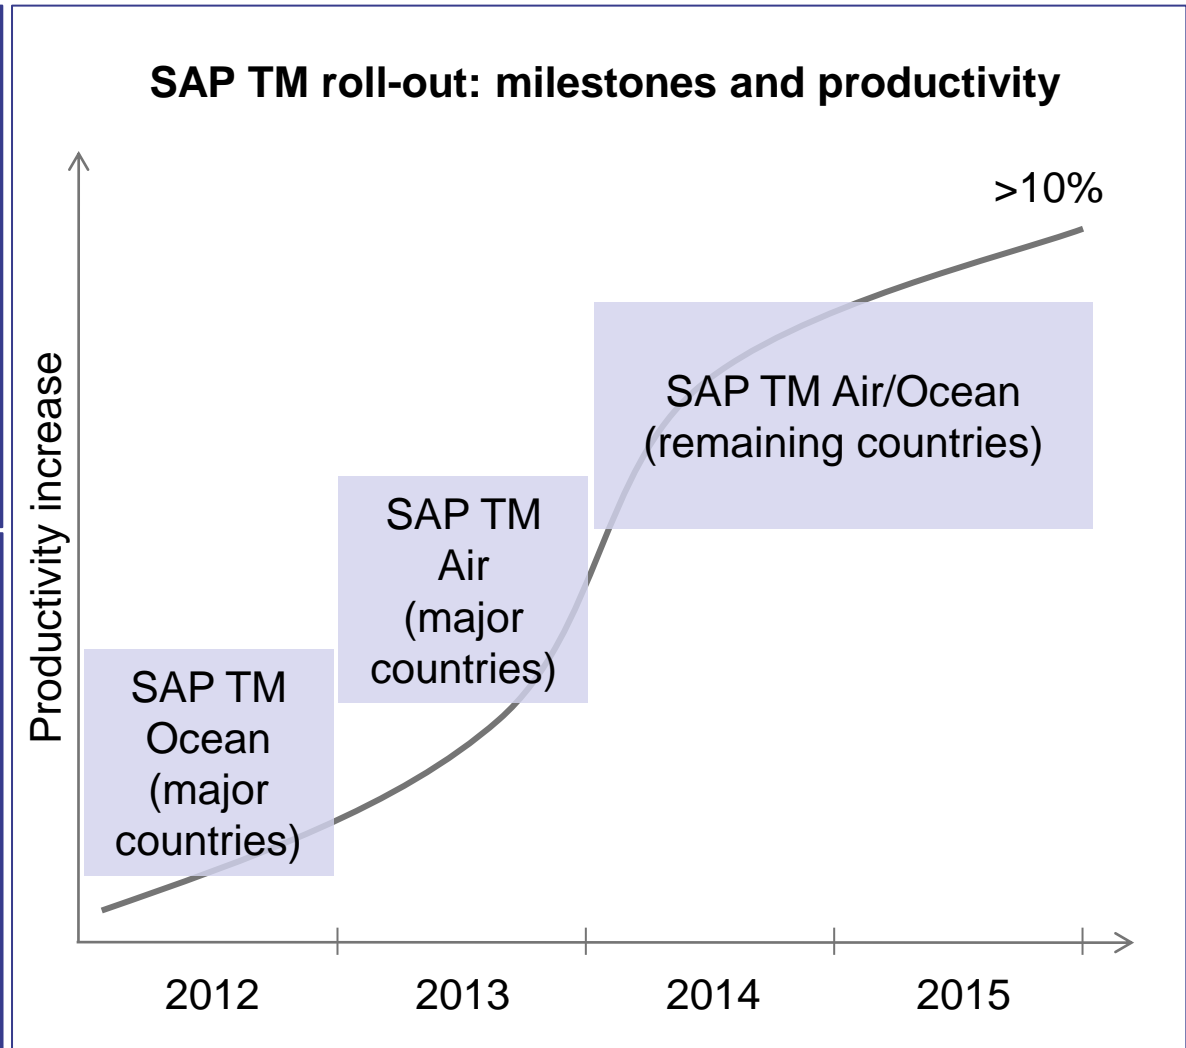 SAP TM roll-out: milestones and productivity
>10%
Productivity increase
SAP TM Air/Ocean
(remaining countries)
SAP TM
Air
(major
countries)
SAP TM
Ocean
(major
countries)
2012
2013
2014
2015